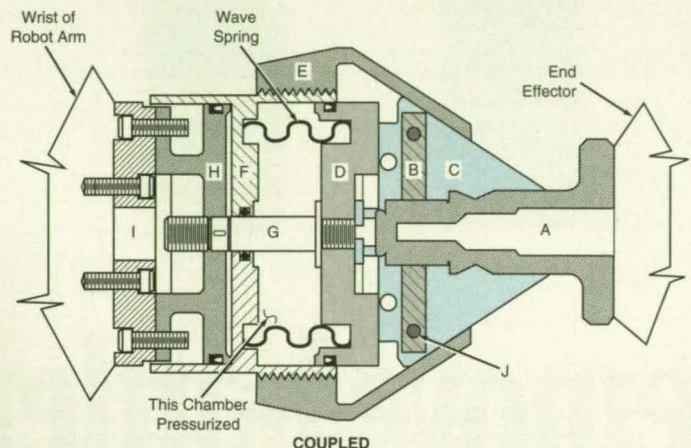 Wrist of
Robot Arm
Wave
Spring
End
Effector
E
H
F
D
B
C
I
G
A
J
This Chamber
Pressurized
COUPLED